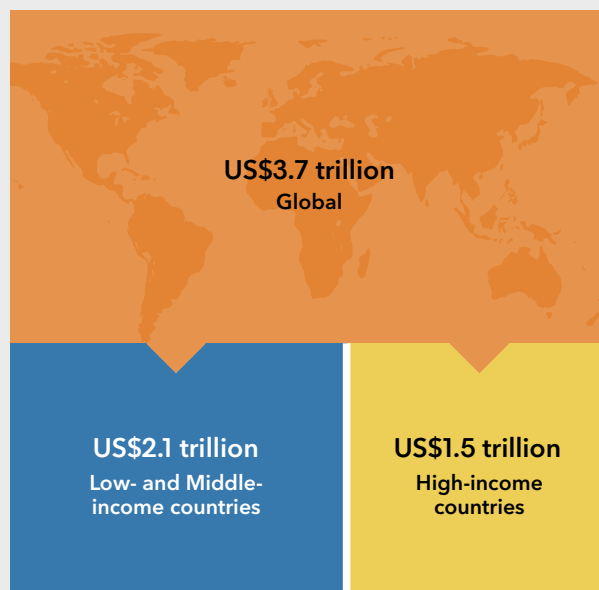 US$3.7 trillion
Global
US$2.1 trillion
Low- and Middle-
income countries
US$1.5 trillion
High-income
countries